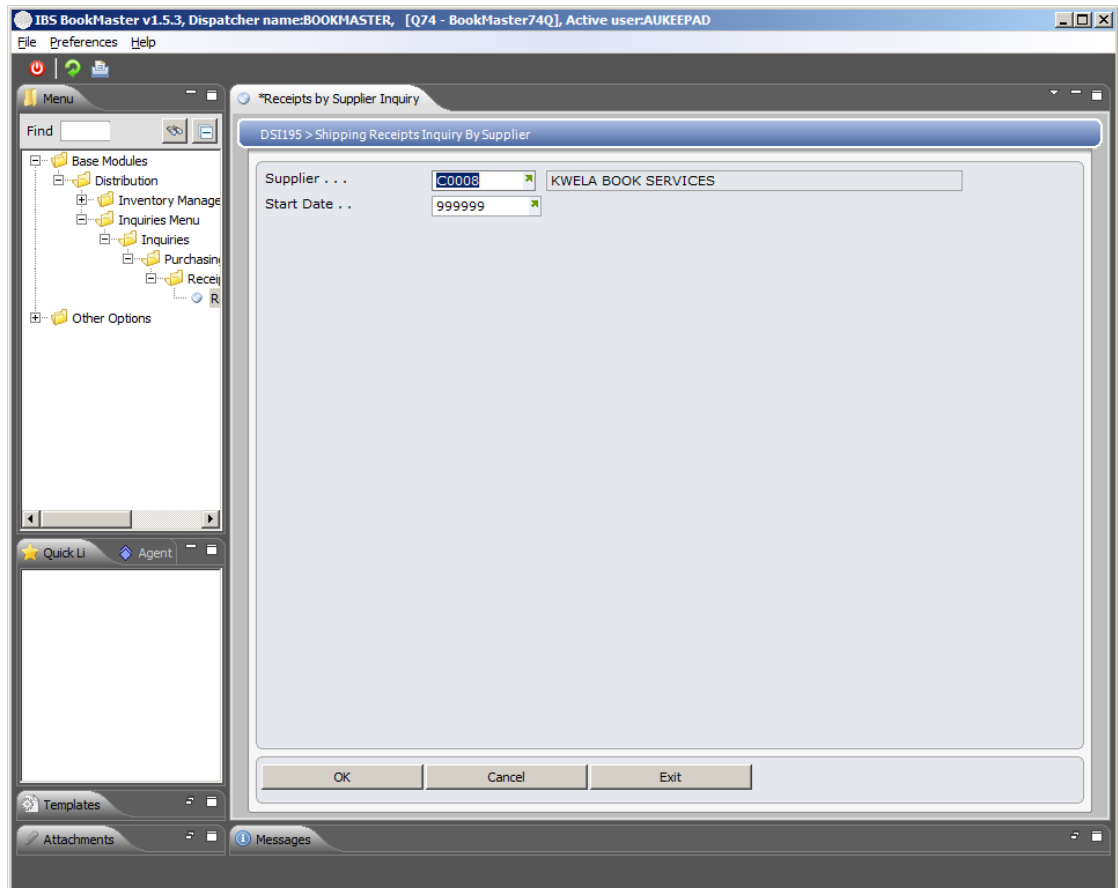 IBS BookMaster v1.5.3, Dispatcher name:BOOKMASTER, [Q74 - BookMaster74Q], Active user:AUKEEPAD
File Preferences Help
Menu
Find
Base Modules
Distribution
Inventory Manage
Inquiries Menu
Inquiries
Purchasing
Receip
R
Other Options
Quick Li
Agent
Templates
Attachments
*Receipts by Supplier Inquiry
DSI195 > Shipping Receipts Inquiry By Supplier
Supplier . . . C0008 KWELA BOOK SERVICES
Start Date . . 999999
OK Cancel Exit
Messages